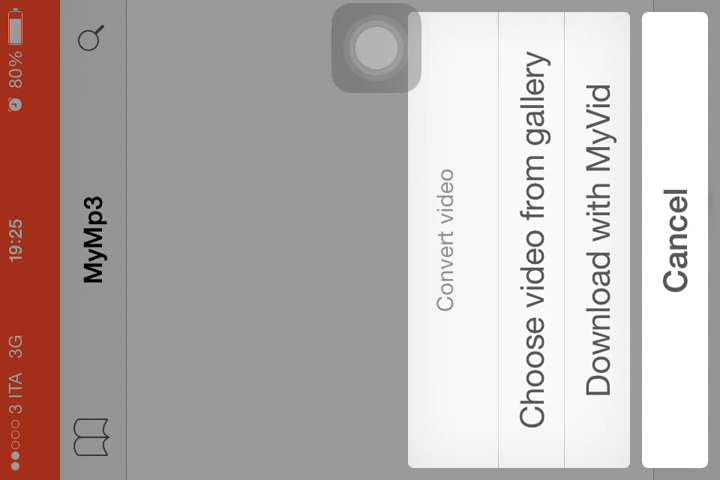 3 ITA 3G 19:25 80%
MyMp3
Convert video
Choose video from gallery
Download with MyVid
Cancel